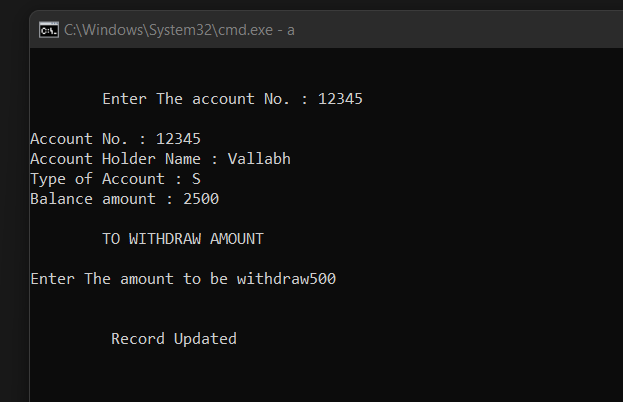 C:\Windows\System32\cmd.exe - a
Enter The account No. : 12345
Account No. : 12345
Account Holder Name : Vallabh
Type of Account : S
Balance amount : 2500
TO WITHDRAW AMOUNT
Enter The amount to be withdraw500
Record Updated